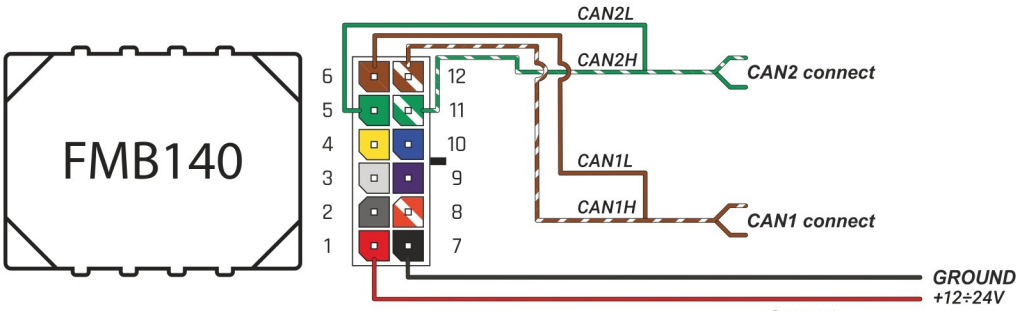 CAN2L
CAN2H
CAN2 connect
6 12
5 11
4 10
FMB140
3 9
CAN1L
2 8
CAN1H
CAN1 connect
1 7
GROUND
+12÷24V